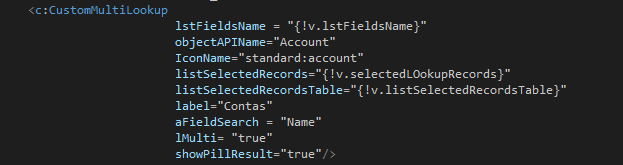 <c:CustomMultiLookup
lstFieldsName = "{!v.lstFieldsName}"
objectAPIName="Account"
IconName="standard:account"
listSelectedRecords="{!v.selectedLOokupRecords}"
listSelectedRecordsTable="{!v.listSelectedRecordsTable}"
label="Contas"
aFieldSearch = "Name"
lMulti= "true"
showPillResult="true"/>